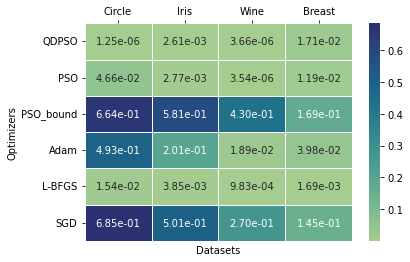 Circle Iris Wine Breast
QDPSO 1.25e-06 2.61e-03 3.66e-06 1.71e-02
PSO 4.66e-02 2.77e-03 3.54e-06 1.19e-02
PSO_bound 6.64e-01 5.81e-01 4.30e-01 1.69e-01
Adam 4.93e-01 2.01e-01 1.89e-02 3.98e-02
L-BFGS 1.54e-02 3.85e-03 9.83e-04 1.69e-03
SGD 6.85e-01 5.01e-01 2.70e-01 1.45e-01
Optimizers
Datasets
0.6
0.5
0.4
0.3
0.2
0.1